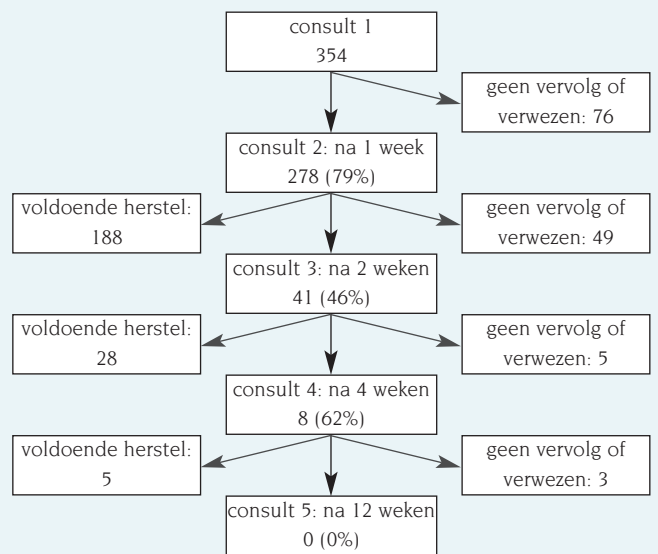 consult 1
354
geen vervolg of
verwezen: 76
consult 2: na 1 week
278 (79%)
voldoende herstel:
188
geen vervolg of
verwezen: 49
consult 3: na 2 weken
41 (46%)
voldoende herstel:
28
geen vervolg of
verwezen: 5
consult 4: na 4 weken
8 (62%)
voldoende herstel:
5
geen vervolg of
verwezen: 3
consult 5: na 12 weken
0 (0%)